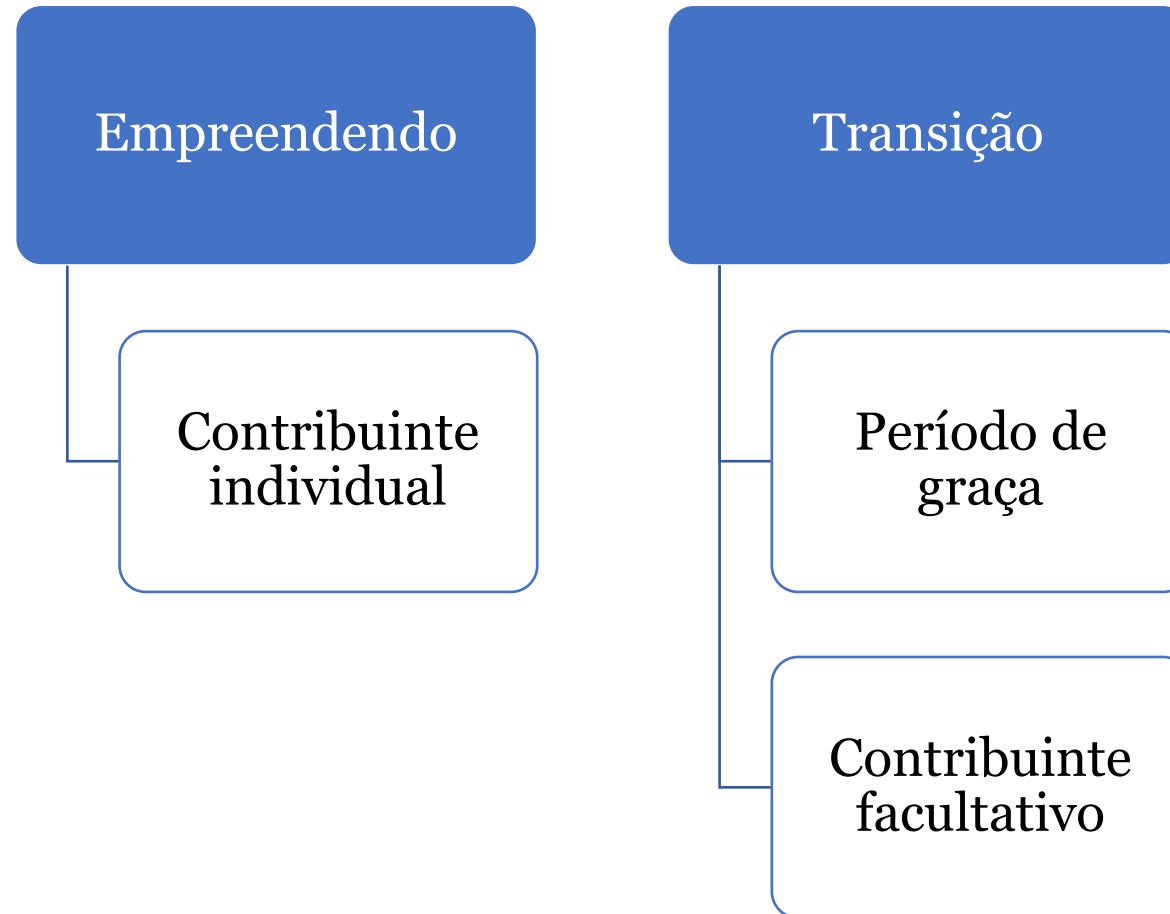 Empreendendo
Contribuinte
individual
Transição
Período de
graça
Contribuinte
facultativo